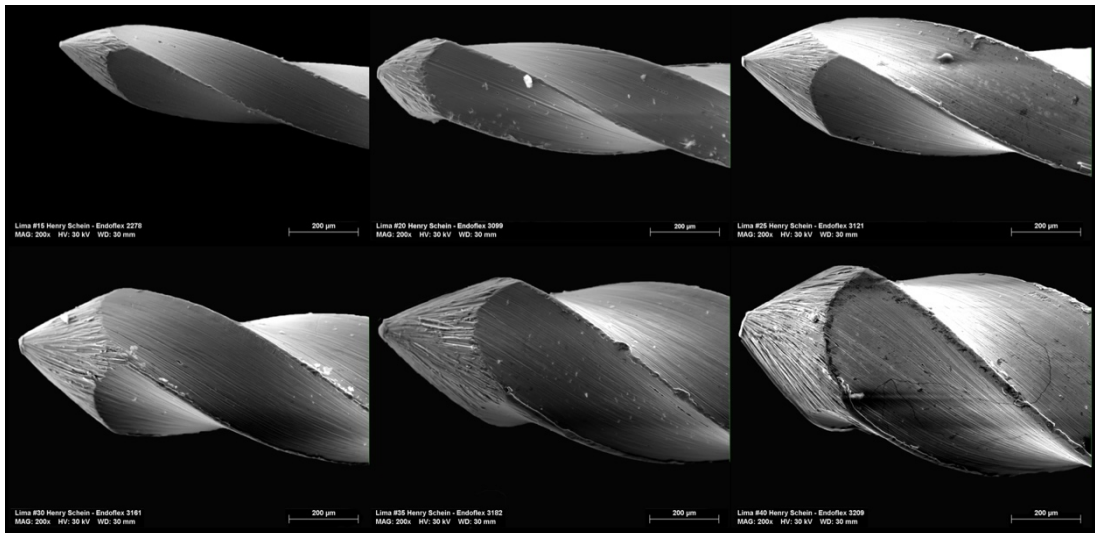 Lima #15 Henry Schein - Endoflex 2278
MAG: 200x HV: 30 kV WD: 30 mm
200 µm
Lima #20 Henry Schein - Endoflex 3099
MAG: 200x HV: 30 kV WD: 30 mm
200 µm
Lima #25 Henry Schein - Endoflex 3121
MAG: 200x HV: 30 kV WD: 30 mm
200 µm
Lima #30 Henry Schein - Endoflex 3161
MAG: 200x HV: 30 kV WD: 30 mm
200 µm
Lima #35 Henry Schein - Endoflex 3182
MAG: 200x HV: 30 kV WD: 30 mm
200 µm
Lima #40 Henry Schein - Endoflex 3209
MAG: 200x HV: 30 kV WD: 30 mm
200 µm